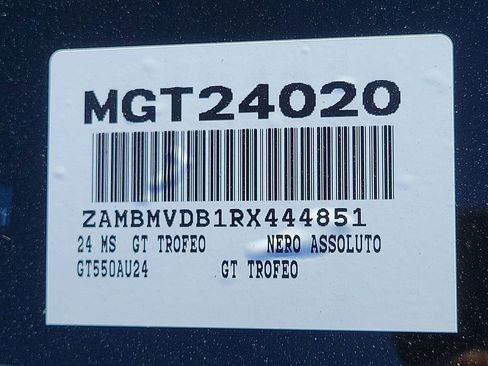 MGT24020
ZAMBMVDB1RX444851
24 MS GT TROFEO NERO ASSOLUTO
GT550AU24 GT TROFEO